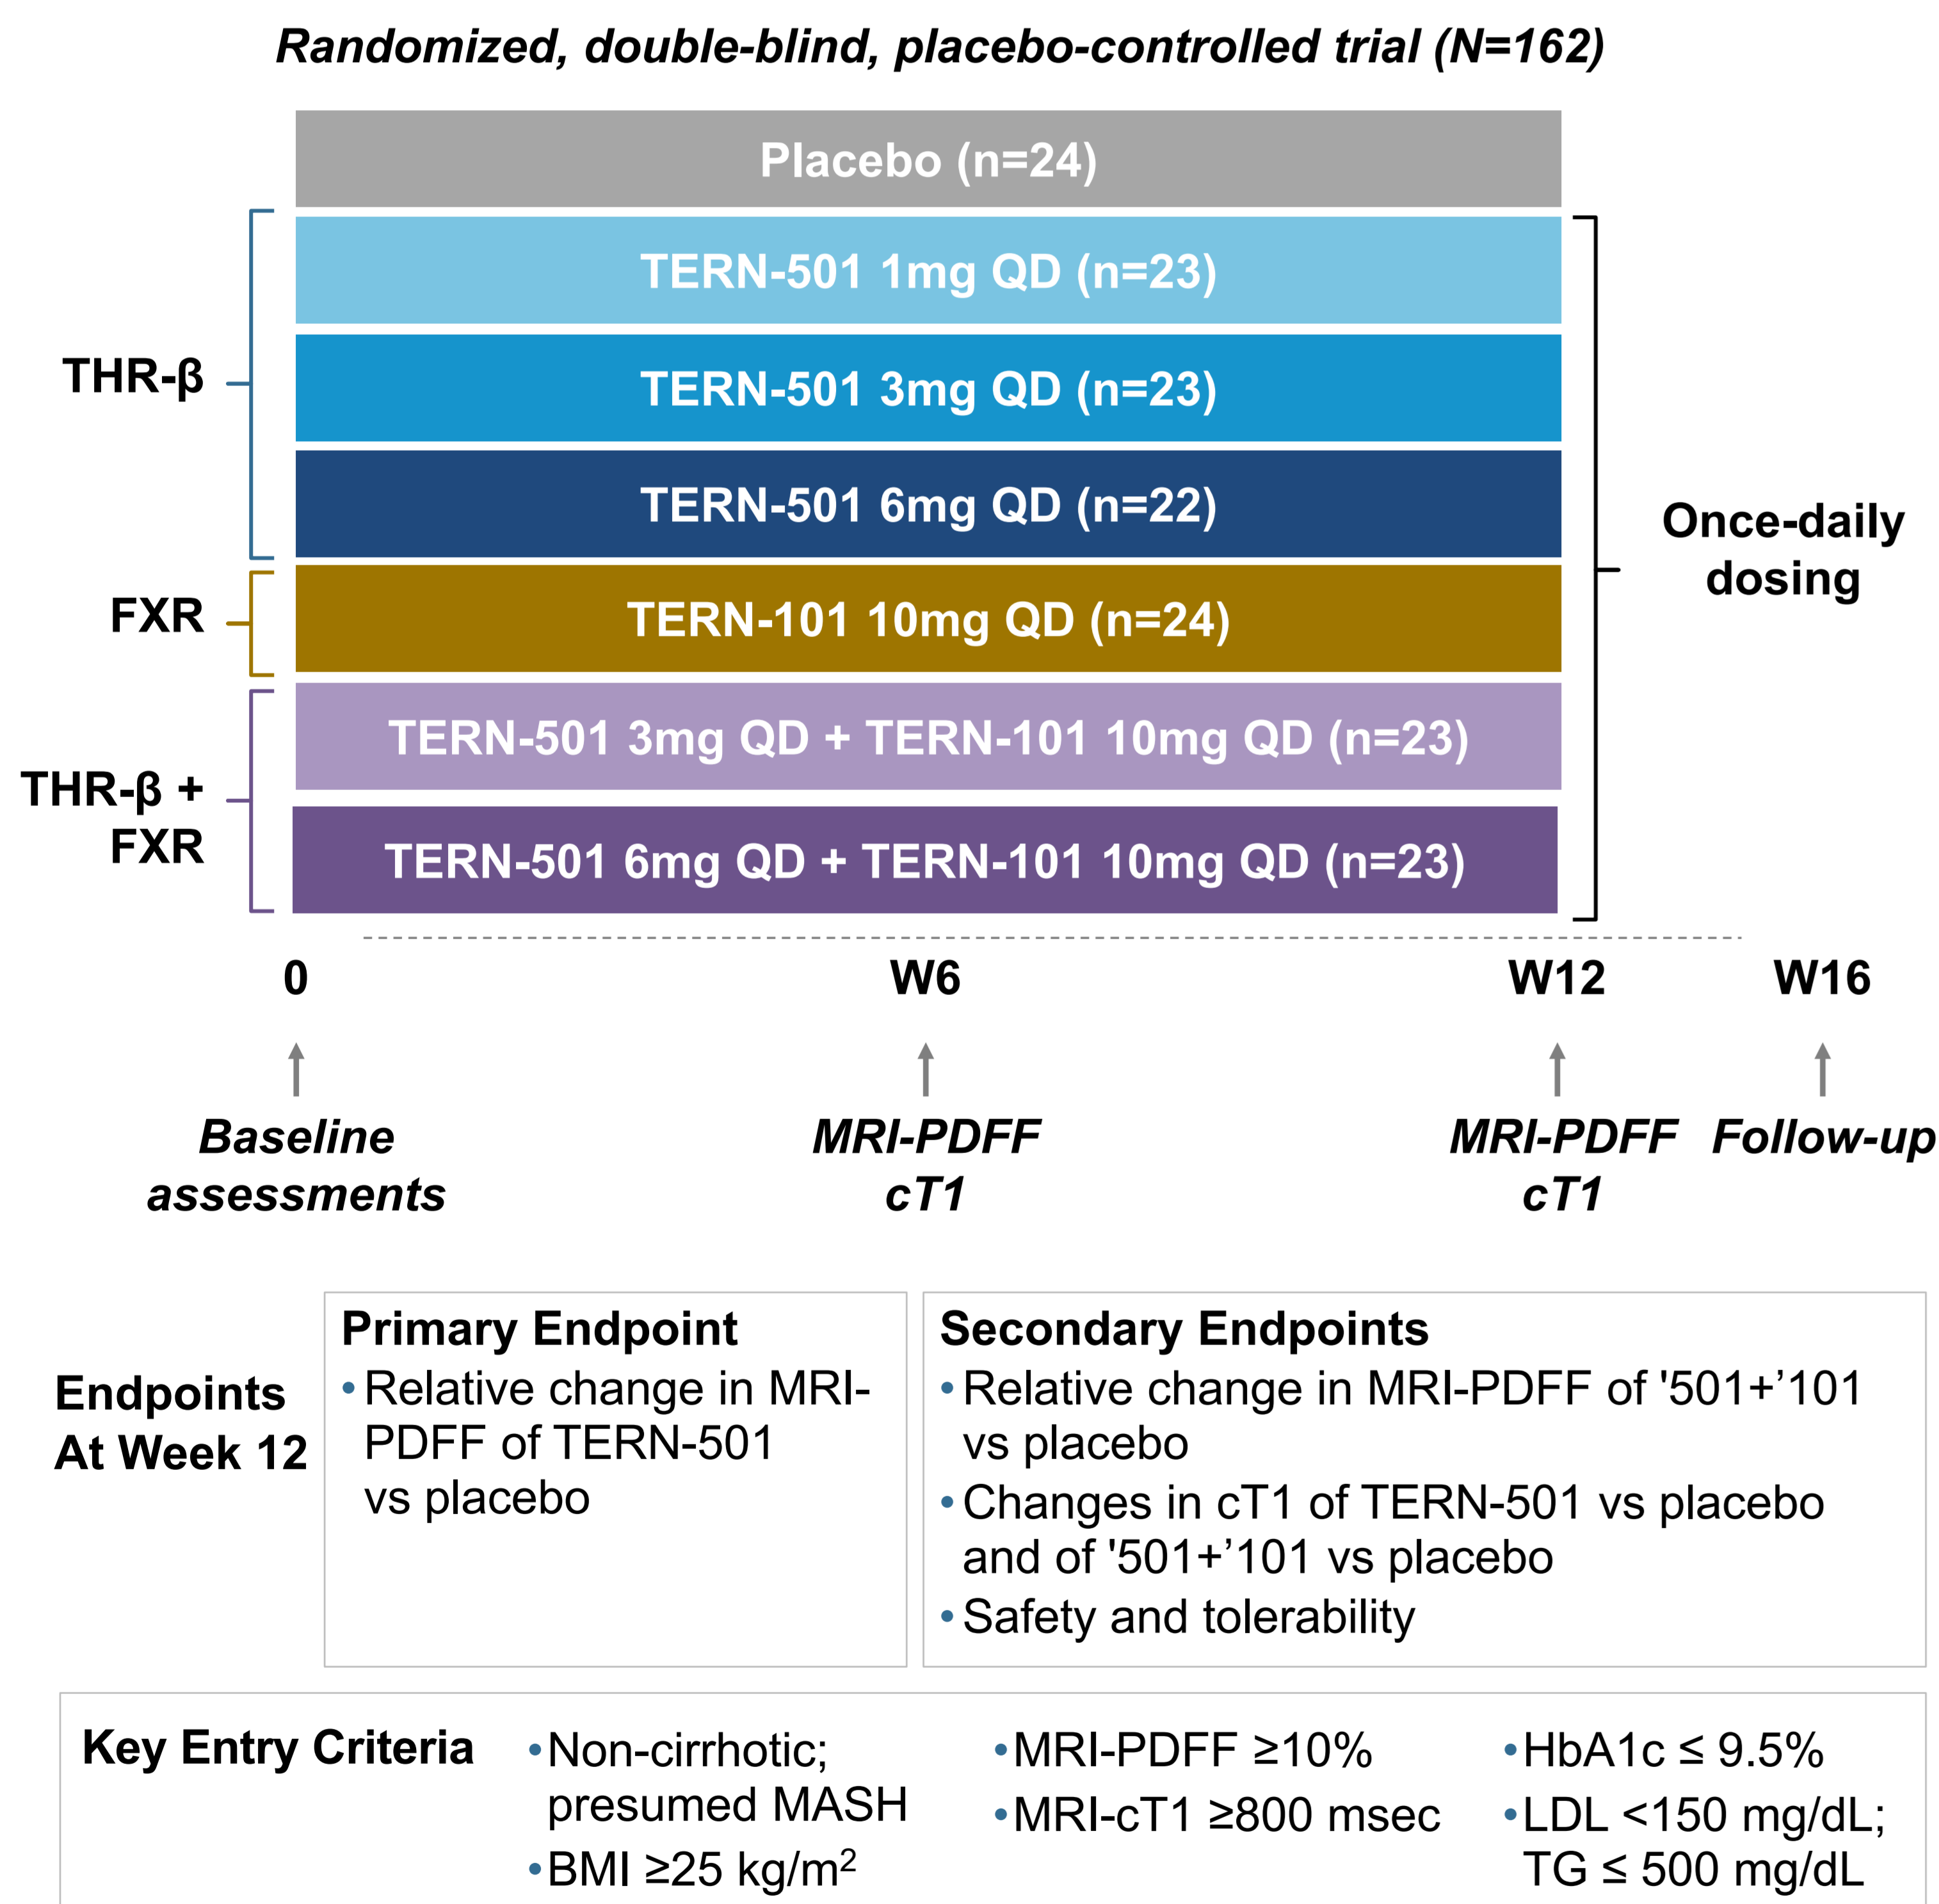 Randomized, double-blind, placebo-controlled trial (N=162)
Placebo (n=24)
THR-β
TERN-501 1mg QD (n=23)
TERN-501 3mg QD (n=23)
TERN-501 6mg QD (n=22)
FXR
TERN-101 10mg QD (n=24)
THR-β +
FXR
TERN-501 3mg QD + TERN-101 10mg QD (n=23)
TERN-501 6mg QD + TERN-101 10mg QD (n=23)
Once-daily
dosing
0 W6 W12 W16
Baseline
assessments
MRI-PDFF
cT1
MRI-PDFF
cT1
Follow-up
Endpoints
At Week 12
Primary Endpoint
• Relative change in MRI-
PDFF of TERN-501
vs placebo
Secondary Endpoints
• Relative change in MRI-PDFF of '501+’101
vs placebo
• Changes in cT1 of TERN-501 vs placebo
and of '501+’101 vs placebo
• Safety and tolerability
Key Entry Criteria
• Non-cirrhotic;
presumed MASH
• BMI ≥25 kg/m²
• MRI-PDFF ≥10%
• MRI-cT1 ≥800 msec
• HbA1c ≤ 9.5%
• LDL <150 mg/dL;
TG ≤ 500 mg/dL